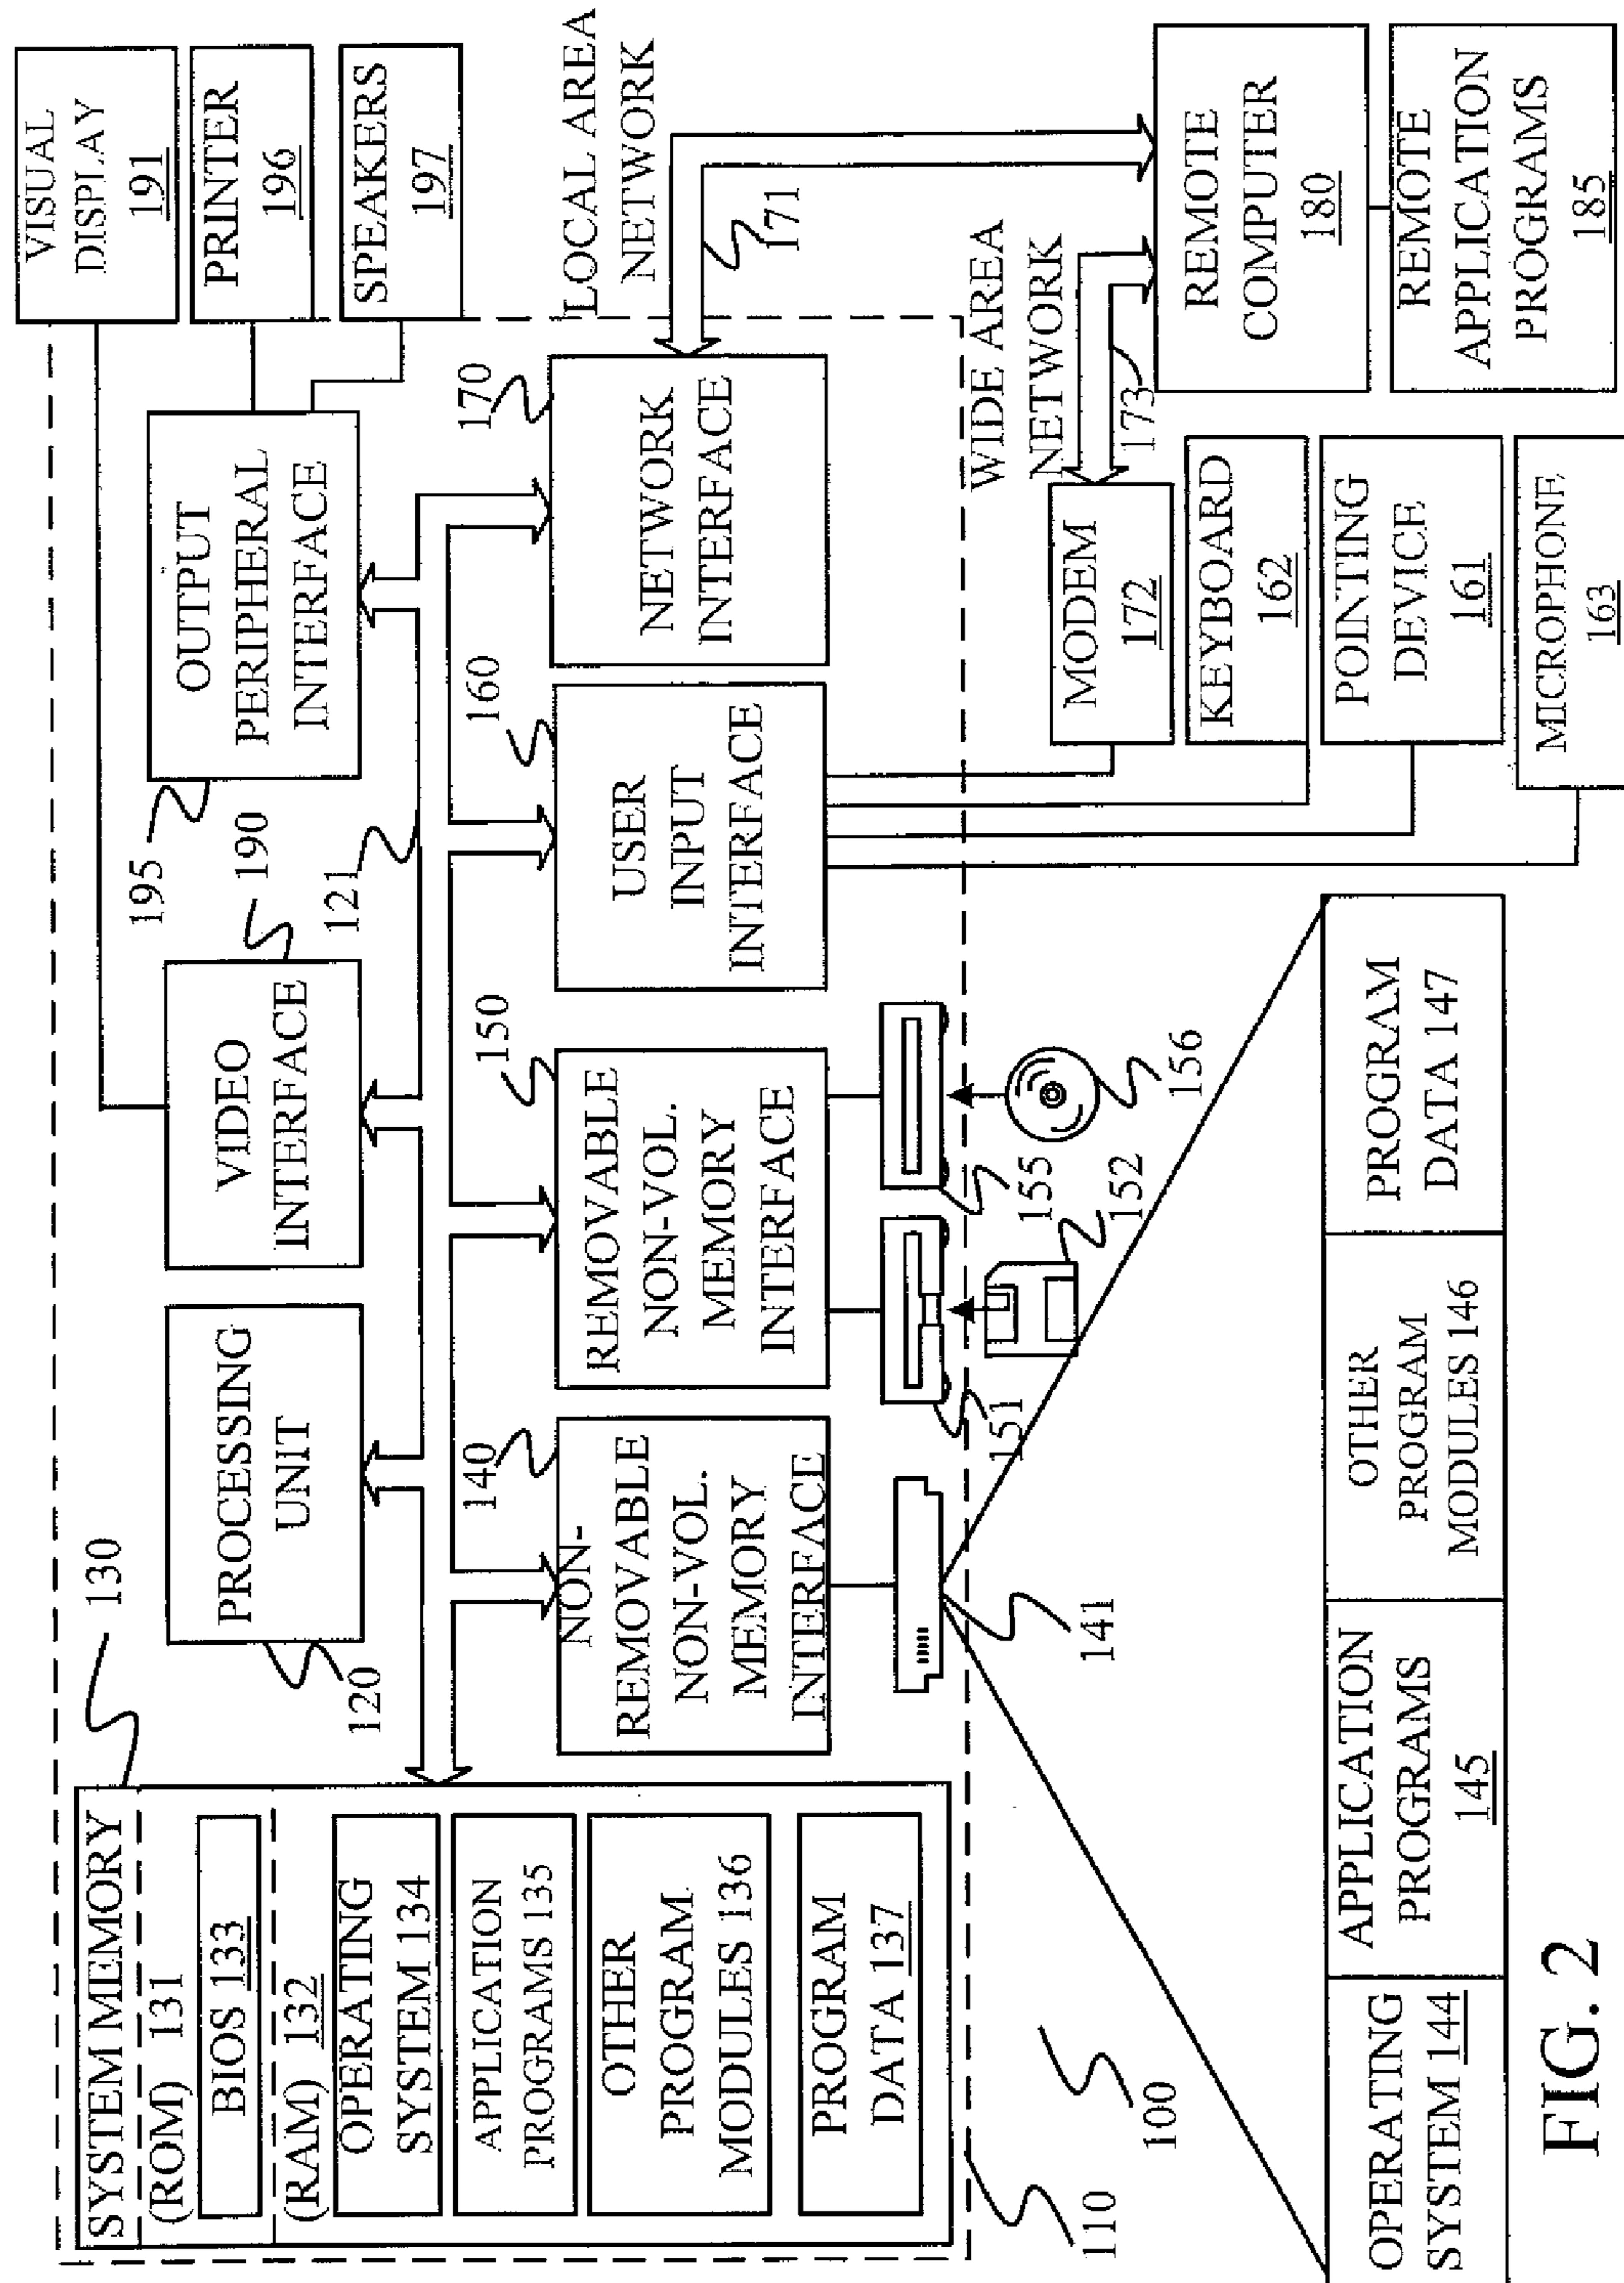 SYSTEM MEMORY
(ROM) 131
BIOS 133
(RAM) 132
OPERATING
SYSTEM 134
APPLICATION
PROGRAMS 135
OTHER
PROGRAM
MODULES 136
PROGRAM
DATA 137
130
PROCESSING
UNIT
120
VIDEO
INTERFACE
190
121
OUTPUT
PERIPHERAL
INTERFACE
195
VISUAL
DISPLAY
191
PRINTER
196
SPEAKERS
197
140
NON-
REMOVABLE
NON-VOL.
MEMORY
INTERFACE
150
REMOVABLE
NON-VOL.
MEMORY
INTERFACE
160
USER
INPUT
INTERFACE
170
NETWORK
INTERFACE
LOCAL AREA
NETWORK
171
141
151
152
155
156
WIDE AREA
NETWORK
173
MODEM
172
KEYBOARD
162
POINTING
DEVICE
161
MICROPHONE
163
REMOTE
COMPUTER
180
REMOTE
APPLICATION
PROGRAMS
185
110
100
OPERATING
SYSTEM 144
APPLICATION
PROGRAMS
145
OTHER
PROGRAM
MODULES 146
PROGRAM
DATA 147
FIG. 2